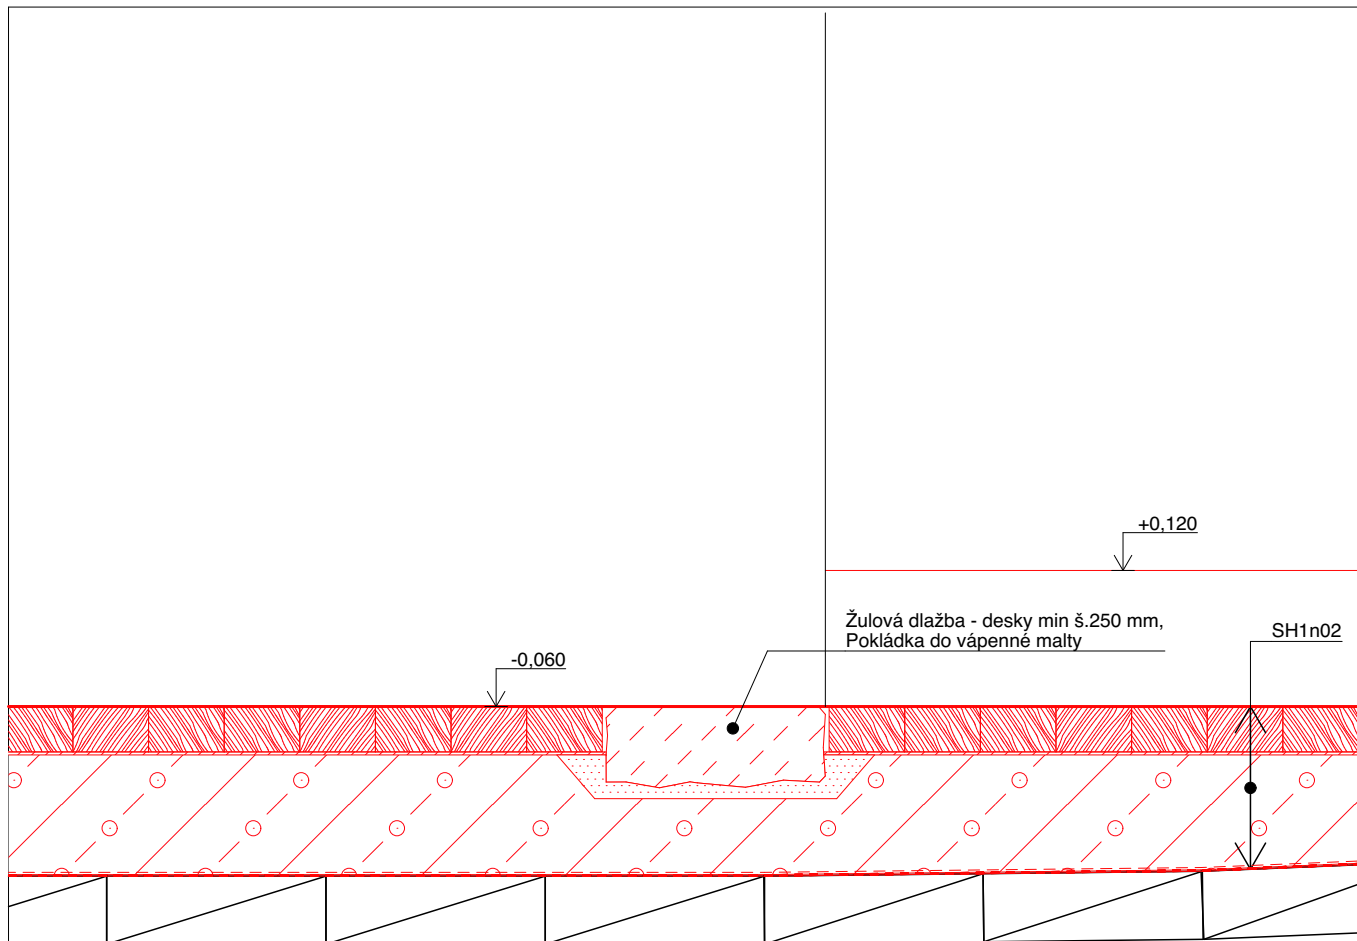 +0,120
Žulová dlažba - desky min š.250 mm,
Pokládka do vápenné malty
SH1n02
-0,060